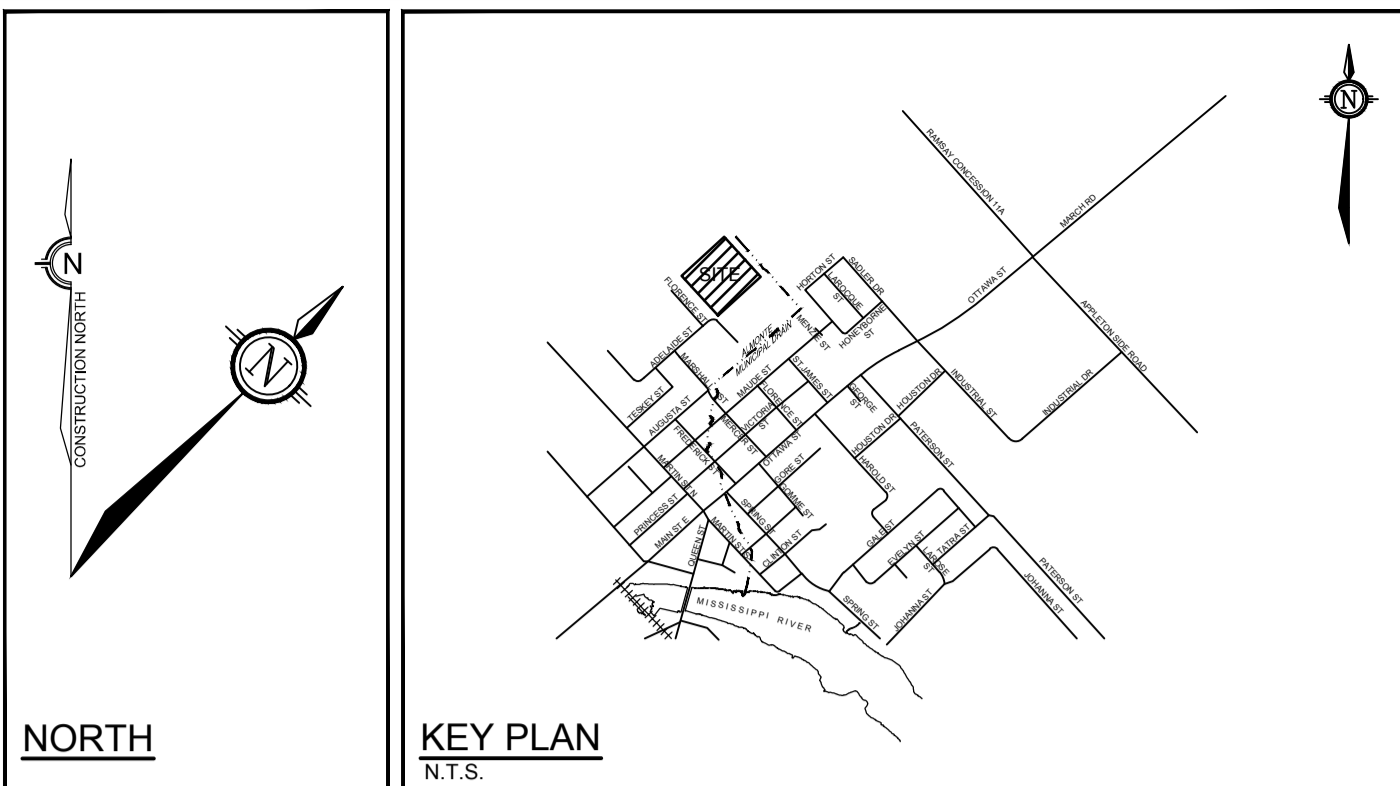 N
CONSTRUCTION NORTH
N
NORTH
N
RAMSAY CONCESSION 11A
MARCH RD
OTTAWA ST
APPLETON SIDE ROAD
SITE
FLORENCE ST
HORTON ST
SADLER DR
LAROCQUE
ST
HONEYBORNE
ST
MENZIE ST
ALMONTE
MUNICIPAL DRAIN
ADELAIDE ST
MARSHALL ST
TESKEY ST
AUGUSTA ST
MAUDE ST
ST JAMES ST
FLORENCE ST
VICTORIA
ST
MERCER ST
FREDERICK ST
OTTAWA ST
GEORGE
ST
HOUSTON DR
INDUSTRIAL ST
INDUSTRIAL DR
HOUSTON DR
PATERSON ST
HAROLD ST
GORE ST
GOMME ST
MARTIN ST N
PRINCESS ST
MAIN ST E
QUEEN ST
MARTIN ST S
SPRING ST
CLINTON ST
GALE ST
EVELYN ST
LAROSE
ST
TATRA ST
PATERSON ST
JOHANNA ST
JOHANNA ST
SPRING ST
MISSISSIPPI RIVER
KEY PLAN
N.T.S.